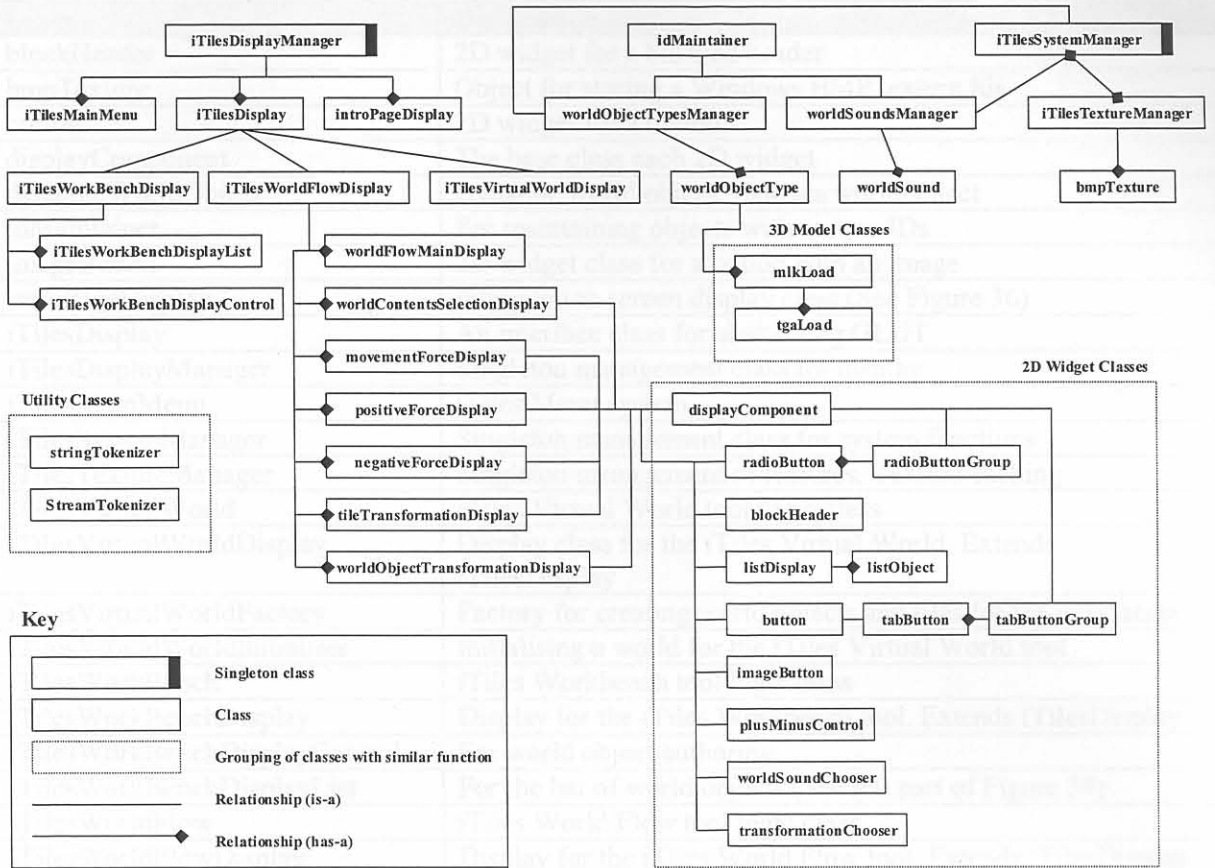 iTilesDisplayManager
idMaintainer
iTilesSystemManager
iTilesMainMenu
iTilesDisplay
introPageDisplay
worldObjectTypesManager
worldSoundsManager
iTilesTextureManager
iTilesWorkBenchDisplay
iTilesWorldFlowDisplay
iTilesVirtualWorldDisplay
worldObjectType
worldSound
bmpTexture
iTilesWorkBenchDisplayList
worldFlowMainDisplay
3D Model Classes
mlkLoad
iTilesWorkBenchDisplayControl
worldContentsSelectionDisplay
tgaLoad
movementForceDisplay
2D Widget Classes
Utility Classes
positiveForceDisplay
displayComponent
stringTokenizer
negativeForceDisplay
radioButton
radioButtonGroup
StreamTokenizer
tileTransformationDisplay
blockHeader
worldObjectTransformationDisplay
listDisplay
listObject
Key
button
tabButton
tabButtonGroup
Singleton class
imageButton
Class
plusMinusControl
Grouping of classes with similar function
worldSoundChooser
Relationship (is-a)
transformationChooser
Relationship (has-a)